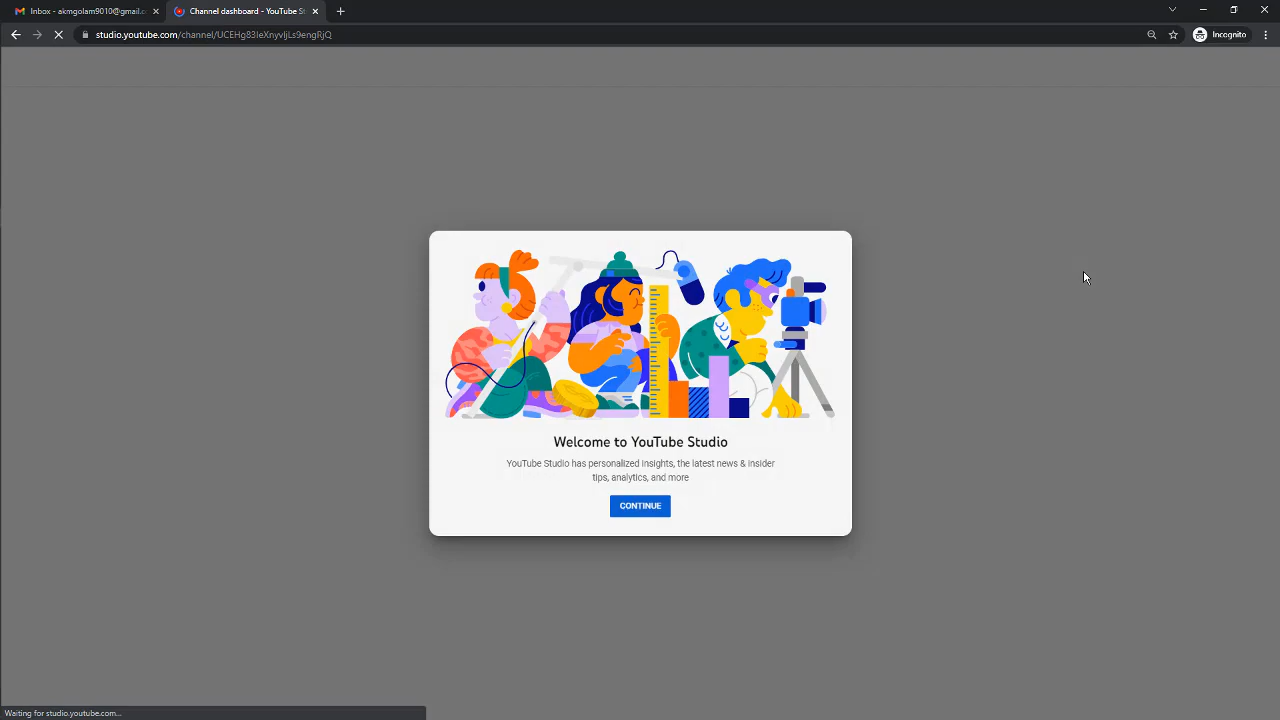 Inbox - akmgolam9010@gmail.c
Channel dashboard - YouTube St
studio.youtube.com/channel/UCEHg83IeXnyvIjLs9engRjQ
Incognito
Welcome to YouTube Studio
YouTube Studio has personalized insights, the latest news & insider
tips, analytics, and more
CONTINUE
Waiting for studio.youtube.com...